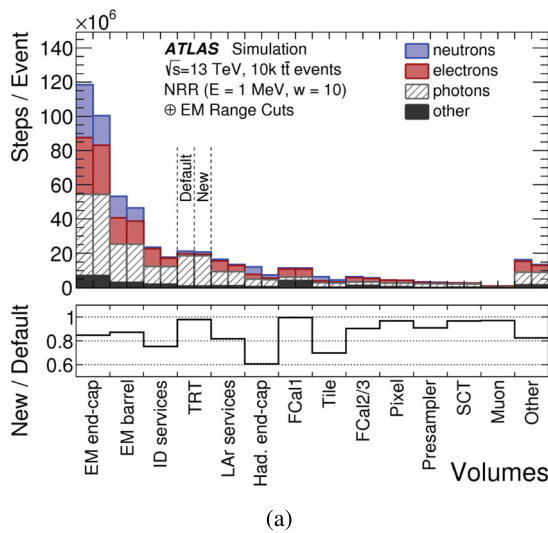 ×10⁶
ATLAS Simulation
√s=13 TeV, 10k tt̄ events
NRR (E = 1 MeV, w = 10)
⊕ EM Range Cuts
neutrons
electrons
photons
other
Steps / Event
140
120
100
80
60
40
20
0
Default
New
New / Default
1
0.8
0.6
EM end-cap
EM barrel
ID services
TRT
LAr services
Had. end-cap
FCal1
Tile
FCal2/3
Pixel
Presampler
SCT
Muon
Other
Volumes
(a)